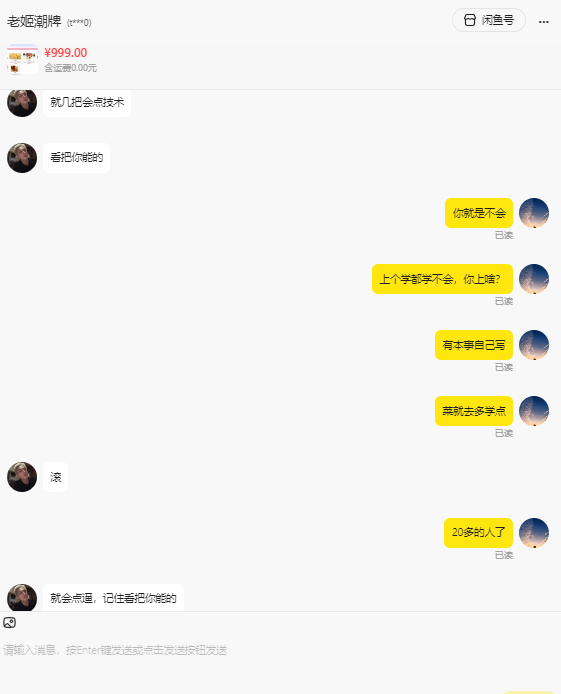 老姬潮牌 (t***0)
闲鱼号
...
¥999.00
含运费0.00元
就几把会点技术
看把你能的
你就是不会
已读
上个学都学不会，你上啥？
已读
有本事自己写
已读
菜就去多学点
已读
滚
20多的人了
已读
就会点逼，记住看把你能的
请输入消息，按Enter键发送或点击发送按钮发送